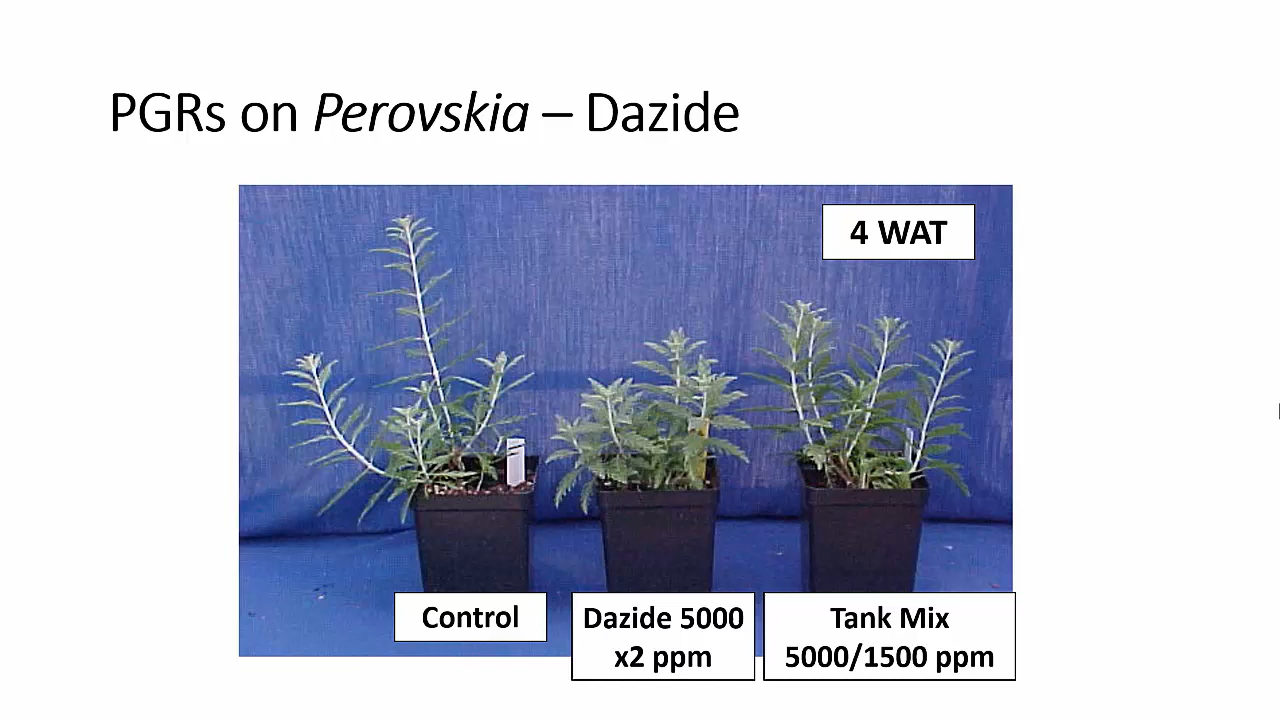 PGRs on Perovskia – Dazide
4 WAT
Control
Dazide 5000
x2 ppm
Tank Mix
5000/1500 ppm